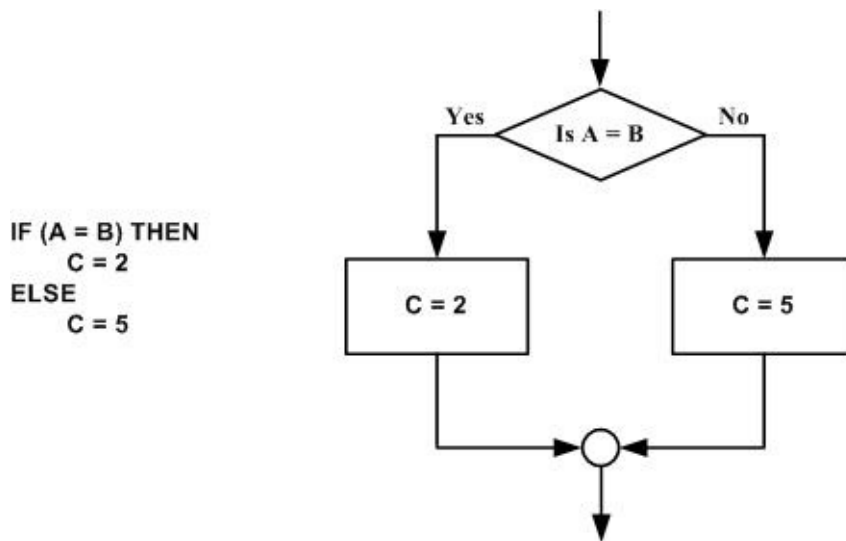 IF (A = B) THEN
C = 2
ELSE
C = 5
Yes
Is A = B
No
C = 2
C = 5